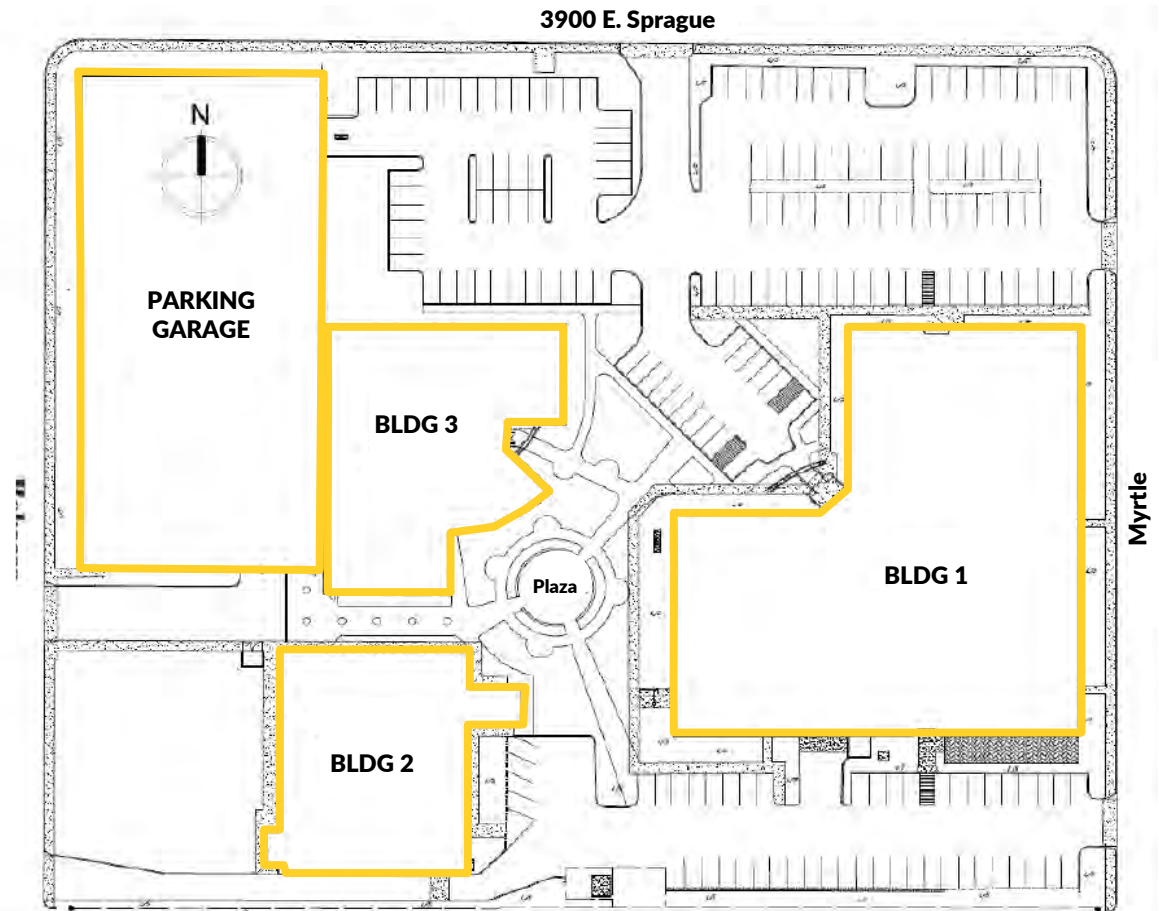 3900 E. Sprague
N
PARKING
GARAGE
BLDG 3
Myrtle
BLDG 1
Plaza
BLDG 2